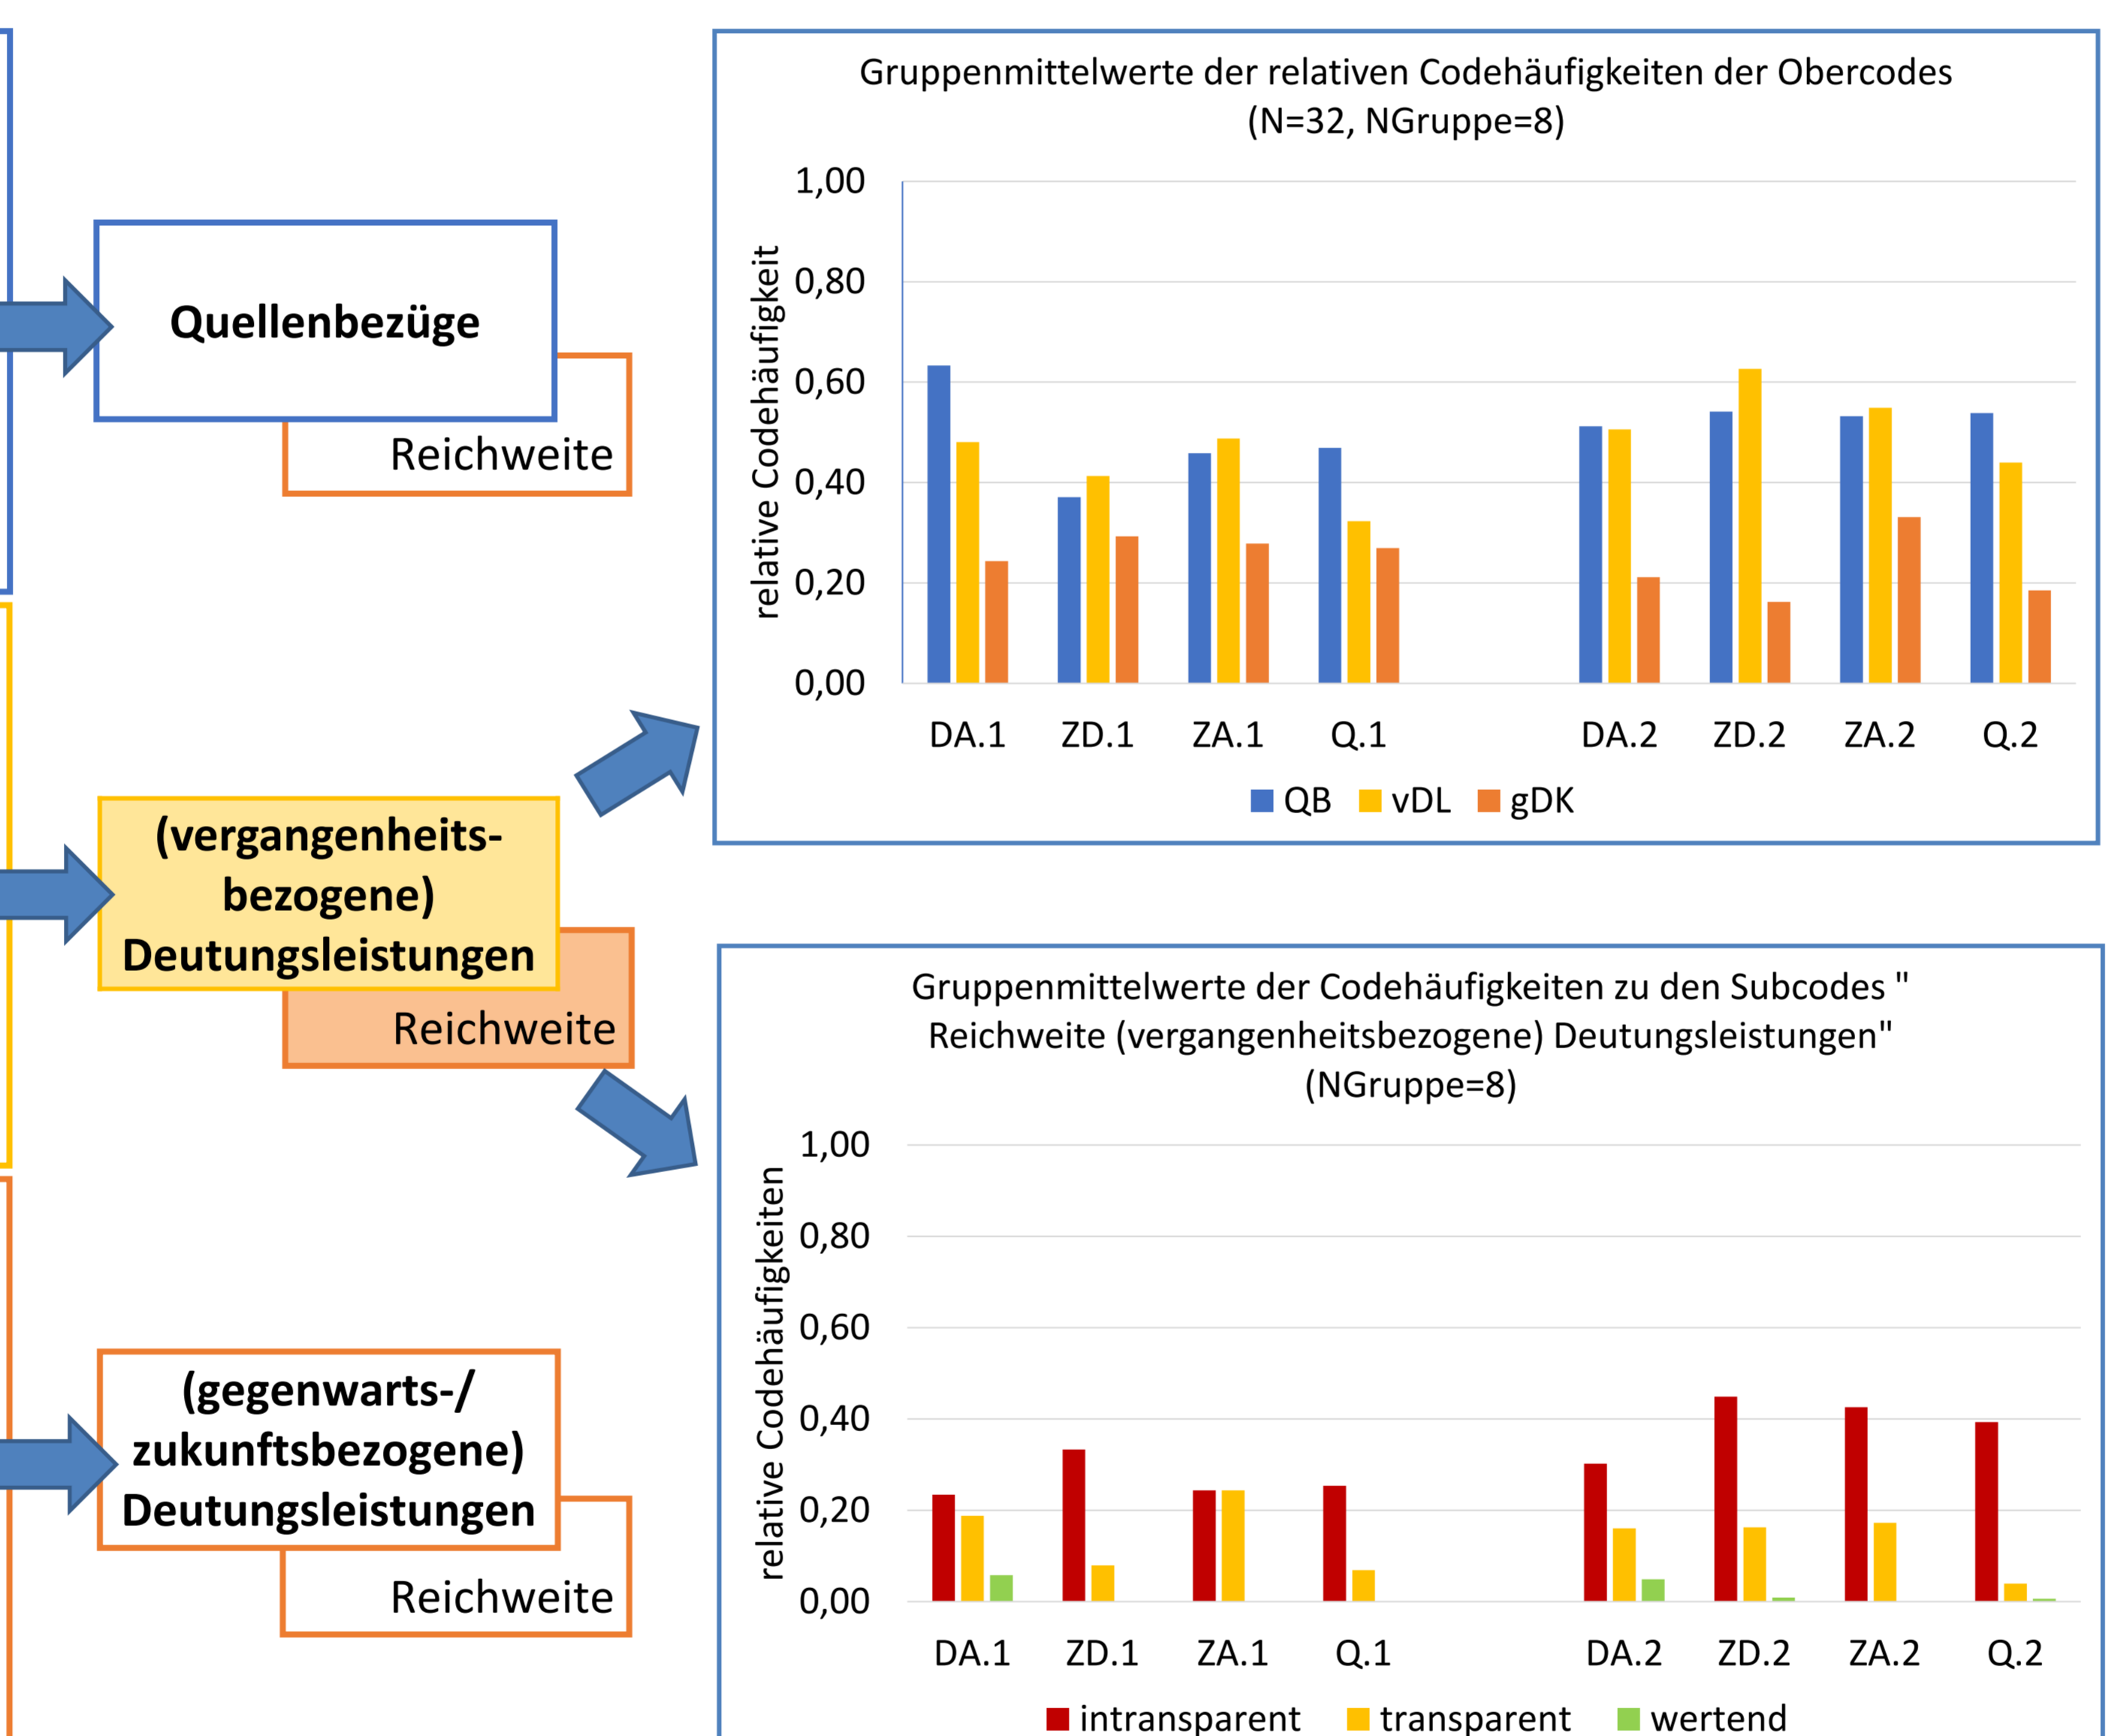 Quellenbezüge
Reichweite
(vergangenheits-
bezogene)
Deutungsleistungen
Reichweite
(gegenwarts-/
zukunftsbezogene)
Deutungsleistungen
Reichweite
Gruppenmittelwerte der relativen Codehäufigkeiten der Obercodes
(N=32, NGruppe=8)
relative Codehäufigkeit
1,00
0,80
0,60
0,40
0,20
0,00
DA.1 ZD.1 ZA.1 Q.1 DA.2 ZD.2 ZA.2 Q.2
QB vDL gDK
Gruppenmittelwerte der Codehäufigkeiten zu den Subcodes "
Reichweite (vergangenheitsbezogene) Deutungsleistungen"
(NGruppe=8)
relative Codehäufigkeiten
1,00
0,80
0,60
0,40
0,20
0,00
DA.1 ZD.1 ZA.1 Q.1 DA.2 ZD.2 ZA.2 Q.2
intransparent transparent wertend